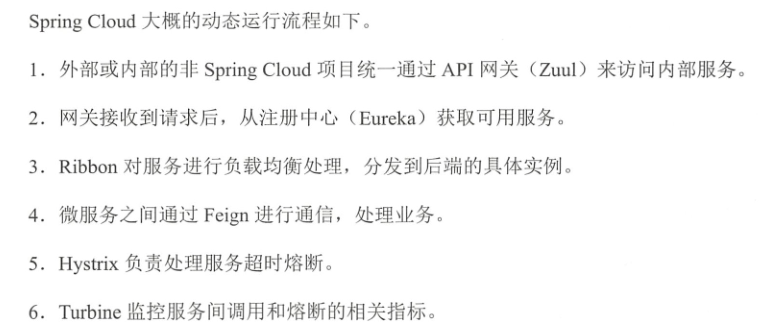 Spring Cloud 大概的动态运行流程如下。
1．外部或内部的非 Spring Cloud 项目统一通过 API 网关（Zuul）来访问内部服务。
2．网关接收到请求后，从注册中心（Eureka）获取可用服务。
3．Ribbon 对服务进行负载均衡处理，分发到后端的具体实例。
4．微服务之间通过 Feign 进行通信，处理业务。
5．Hystrix 负责处理服务超时熔断。
6．Turbine 监控服务间调用和熔断的相关指标。